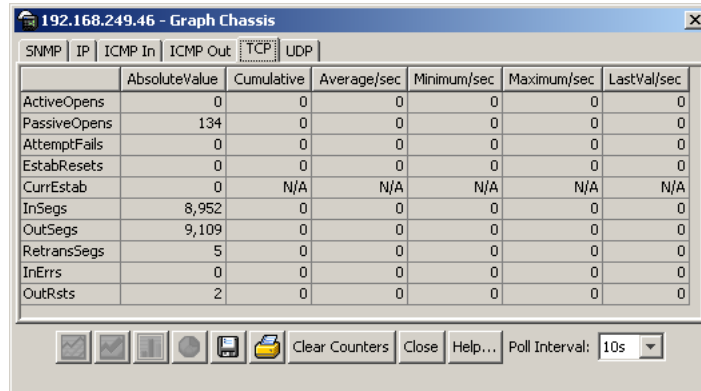 192.168.249.46 - Graph Chassis
SNMP IP ICMP In ICMP Out TCP UDP
AbsoluteValue Cumulative Average/sec Minimum/sec Maximum/sec LastVal/sec
ActiveOpens 0 0 0 0 0 0
PassiveOpens 134 0 0 0 0 0
AttemptFails 0 0 0 0 0 0
EstabResets 0 0 0 0 0 0
CurrEstab 0 N/A N/A N/A N/A N/A
InSegs 8,952 0 0 0 0 0
OutSegs 9,109 0 0 0 0 0
RetransSegs 5 0 0 0 0 0
InErrs 0 0 0 0 0 0
OutRsts 2 0 0 0 0 0
Clear Counters Close Help... Poll Interval: 10s